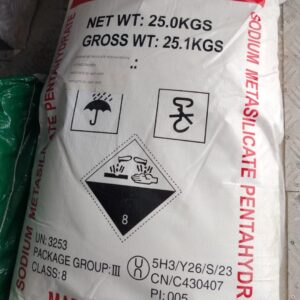 NET WT: 25.0KGS
GROSS WT: 25.1KGS
SODIUM METASILICATE PENTAHYDRATE
SODIUM METASILICATE PENTAHYDR
8
UN: 3253
PACKAGE GROUP: III
CLASS: 8
5H3/Y26/S/23
CN/C430407
PI: 005